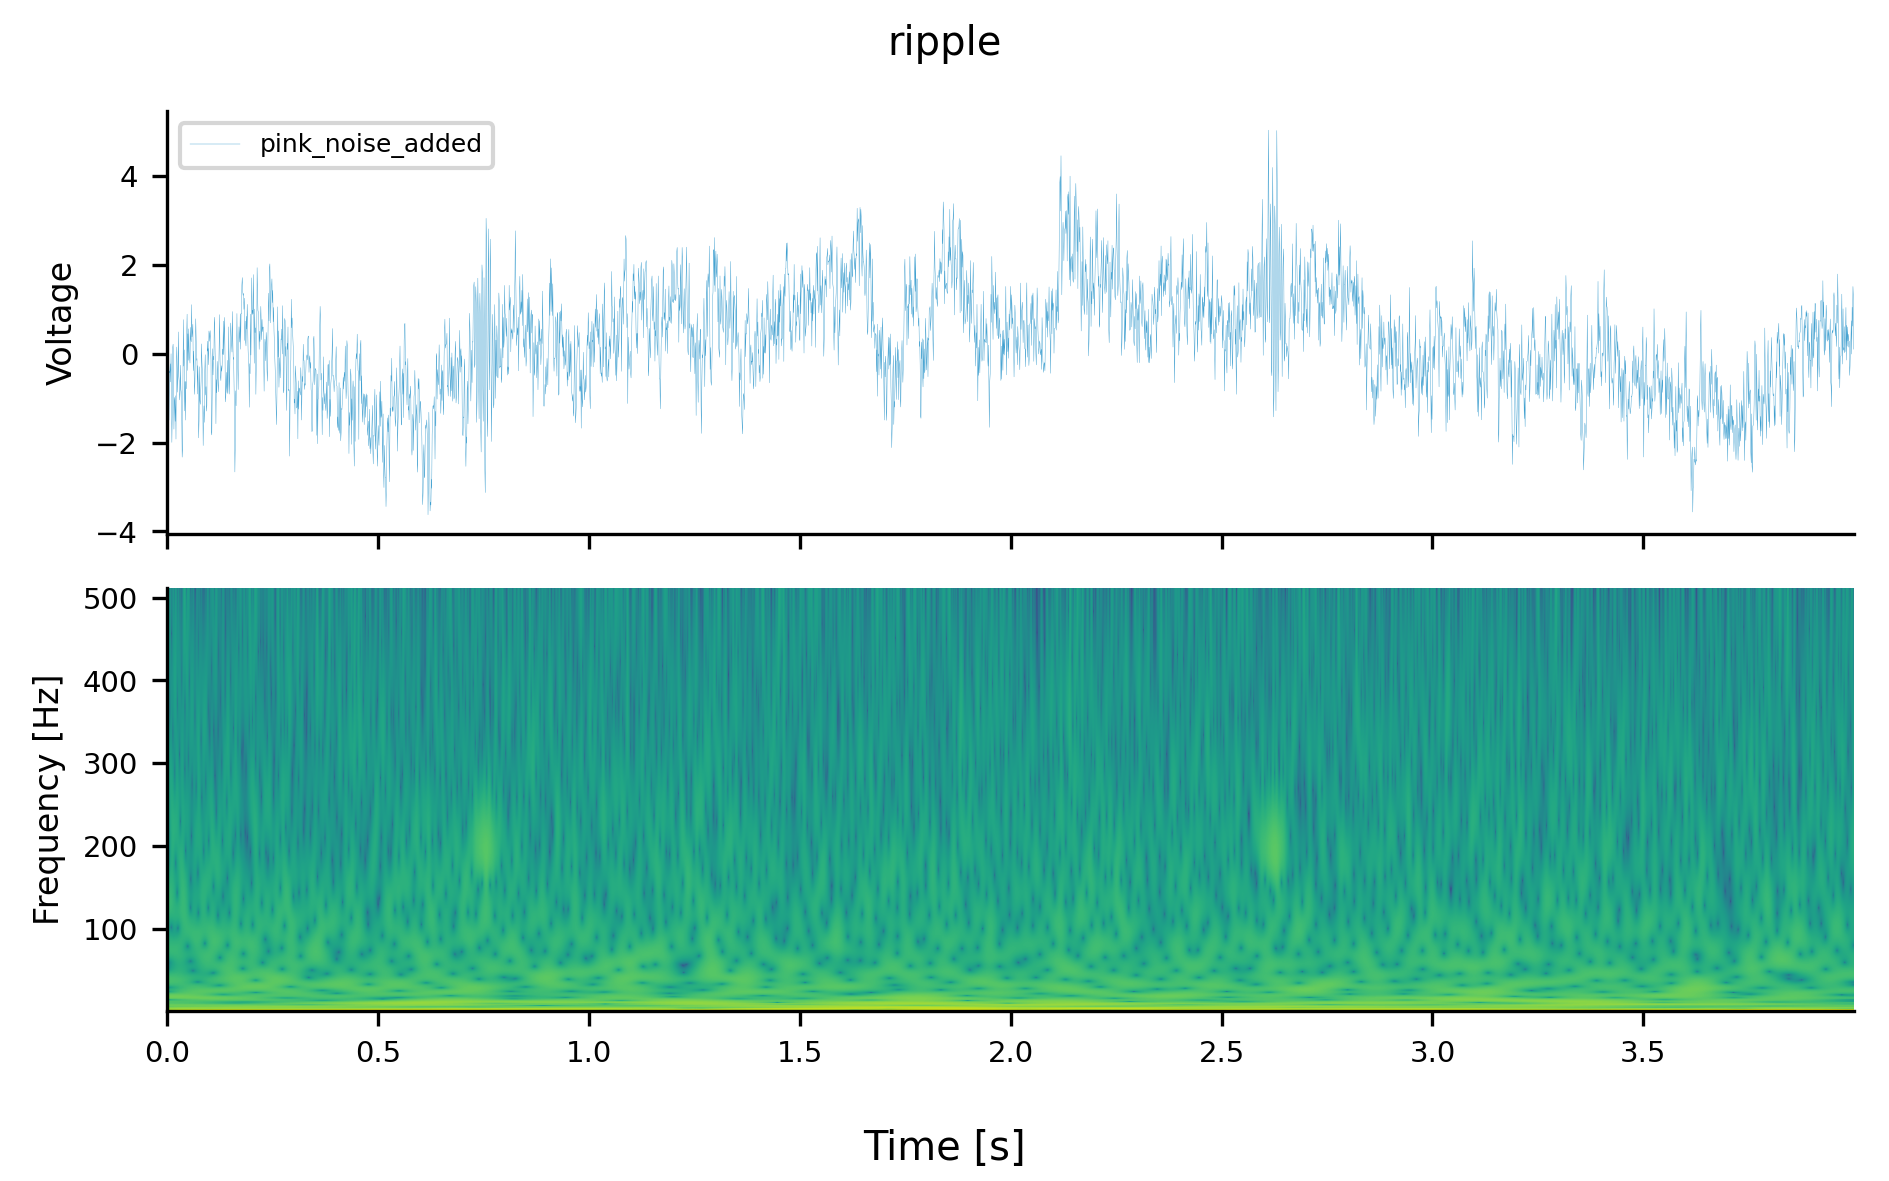 ripple
pink_noise_added
Voltage
4
2
0
−2
−4
Frequency [Hz]
500
400
300
200
100
0.0 0.5 1.0 1.5 2.0 2.5 3.0 3.5
Time [s]